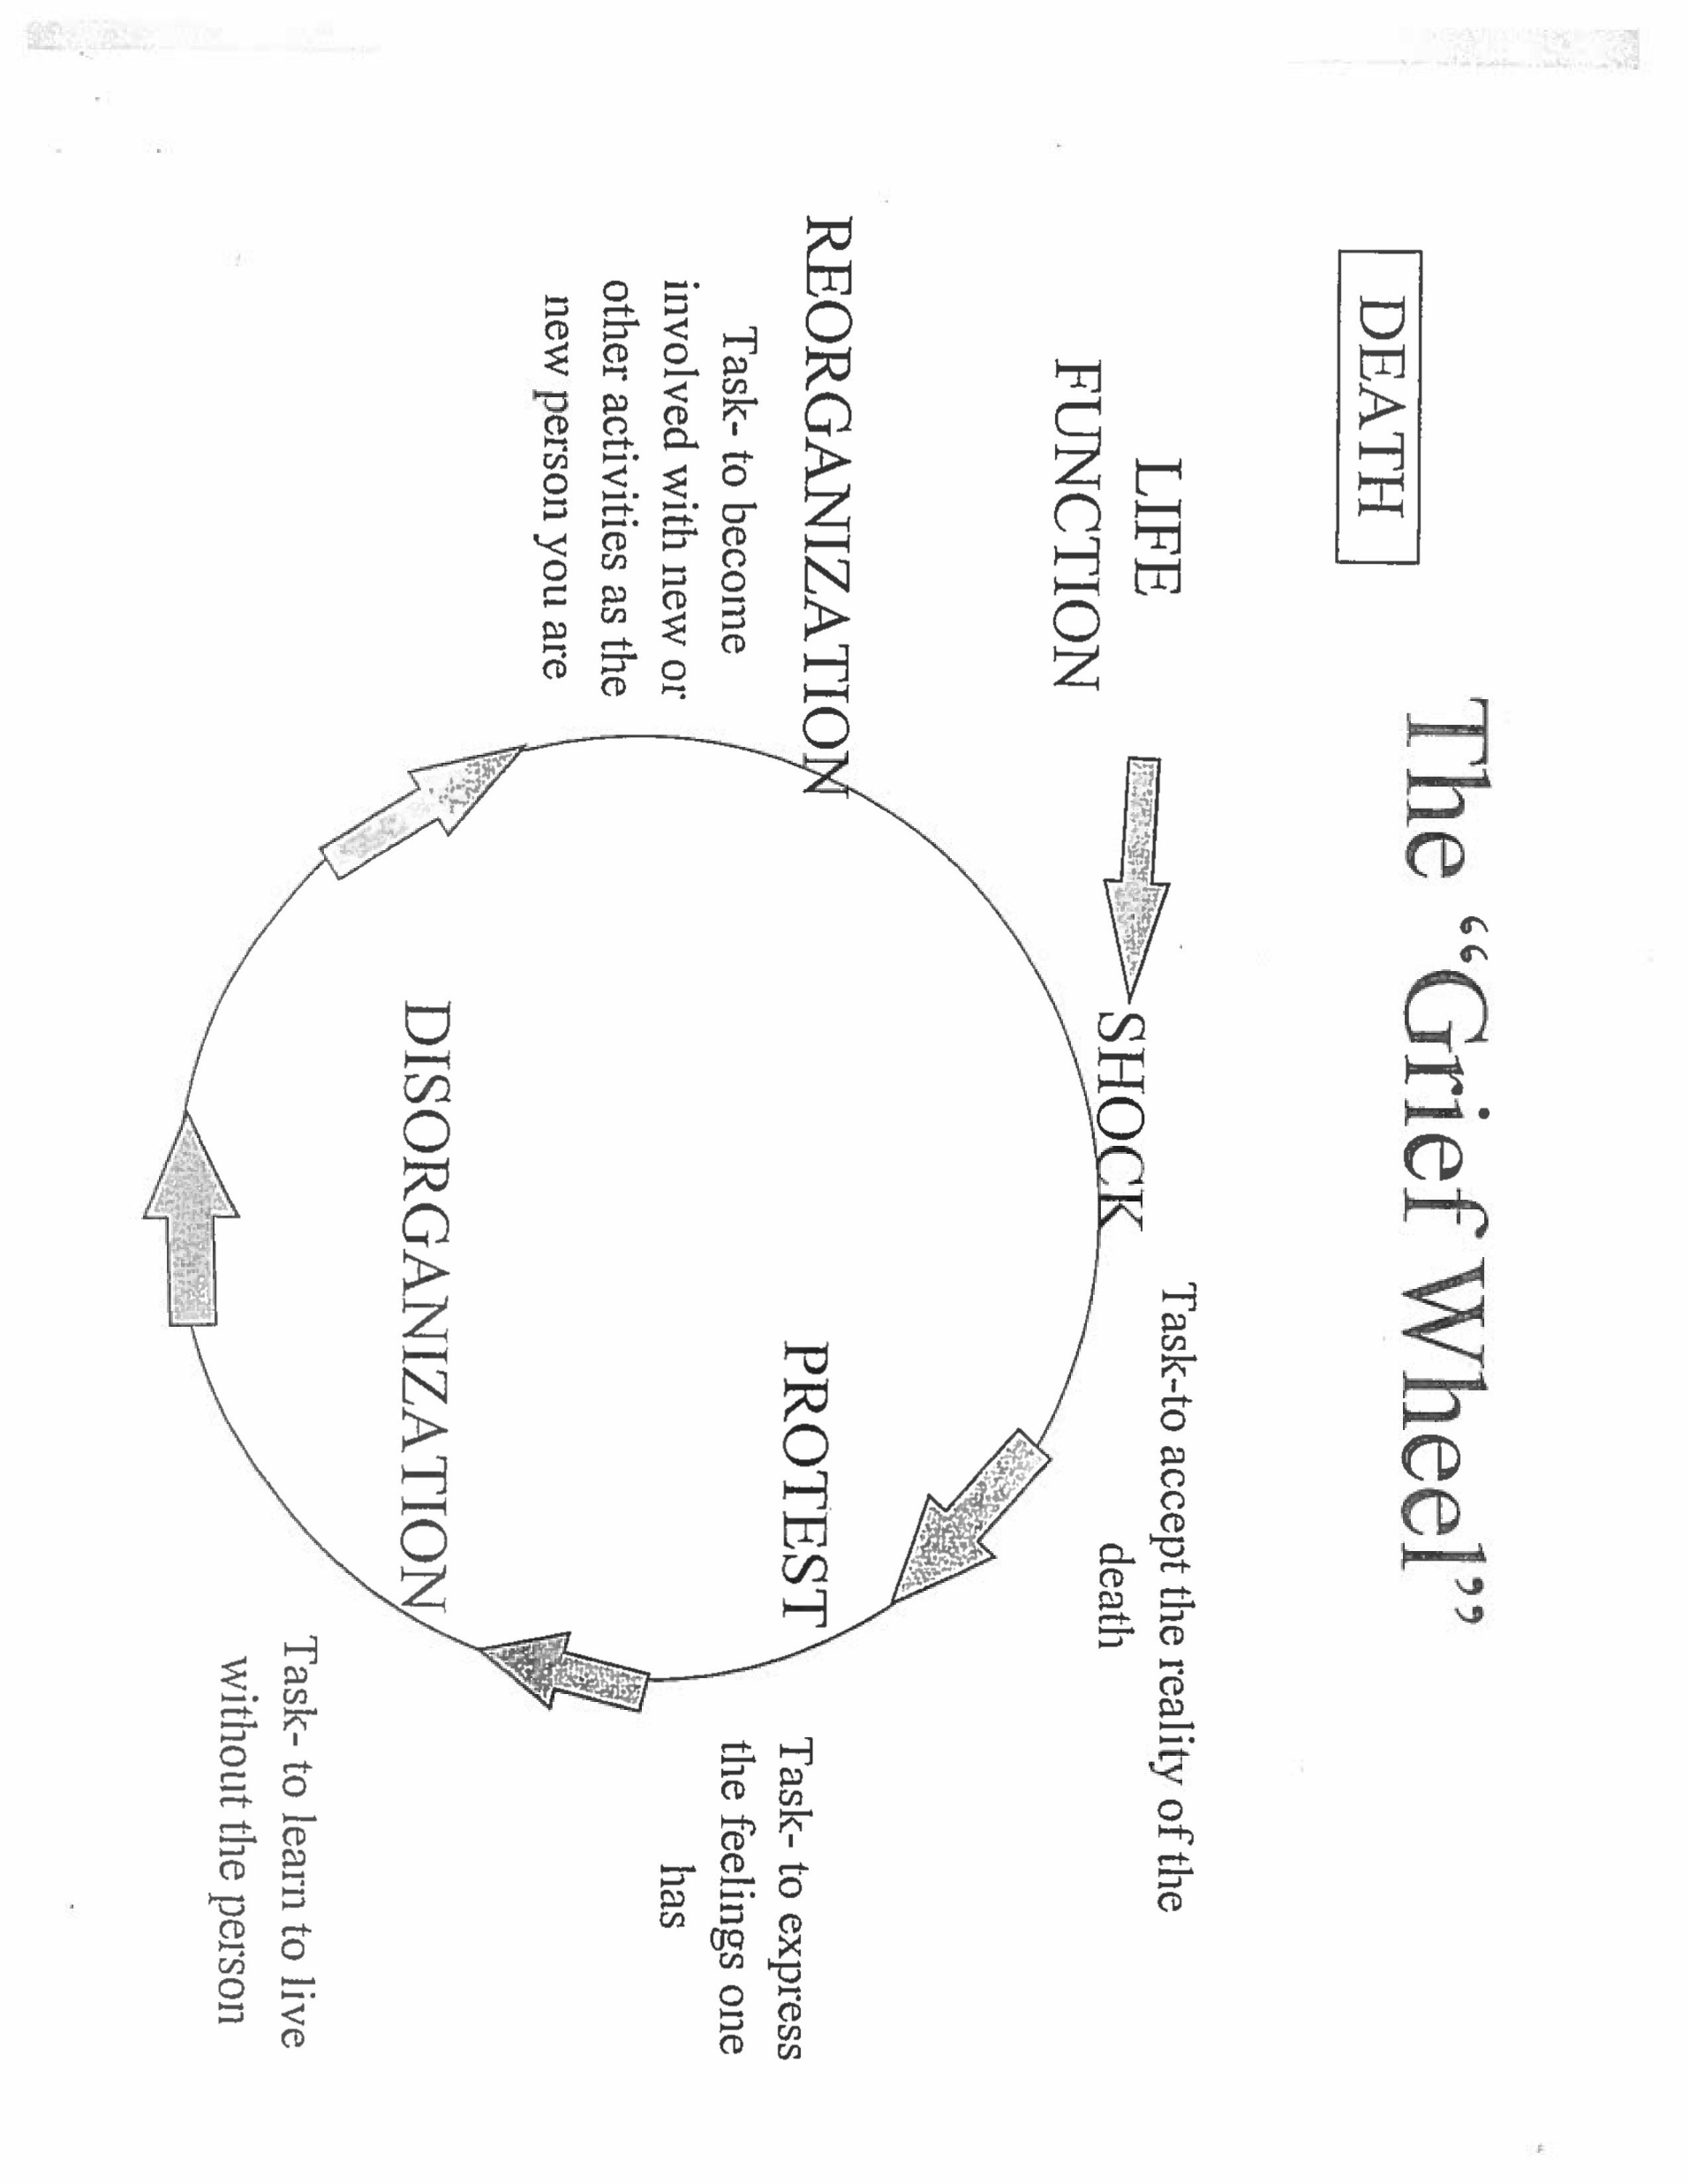 The “Grief Wheel”
DEATH
LIFE
FUNCTION
SHOCK
Task-to accept the reality of the
death
PROTEST
Task- to express
the feelings one
has
DISORGANIZATION
Task- to learn to live
without the person
REORGANIZATION
Task- to become
involved with new or
other activities as the
new person you are